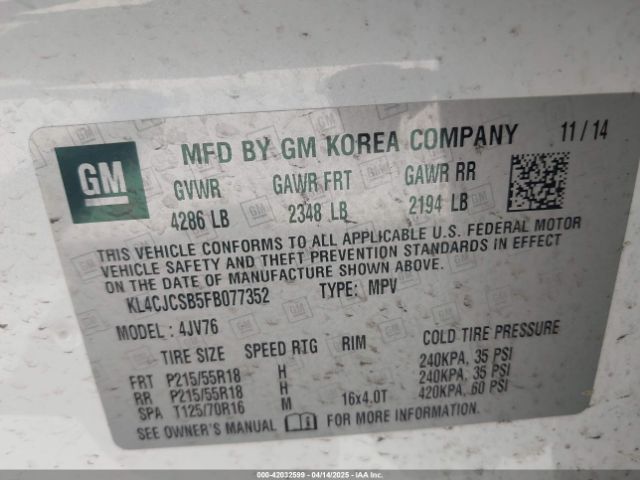 GM
MFD BY GM KOREA COMPANY 11/14
GVWR GAWR FRT GAWR RR
4286 LB 2348 LB 2194 LB
THIS VEHICLE CONFORMS TO ALL APPLICABLE U.S. FEDERAL MOTOR
VEHICLE SAFETY AND THEFT PREVENTION STANDARDS IN EFFECT
ON THE DATE OF MANUFACTURE SHOWN ABOVE.
KL4CJCSB5FB077352 TYPE: MPV
MODEL: 4JV76
TIRE SIZE SPEED RTG RIM COLD TIRE PRESSURE
FRT P215/55R18 H 240KPA, 35 PSI
RR P215/55R18 H 240KPA, 35 PSI
SPA T125/70R16 M 16x4.0T 420KPA, 60 PSI
SEE OWNER'S MANUAL FOR MORE INFORMATION.
000-42032599 - 04/14/2025 - IAAI.COM